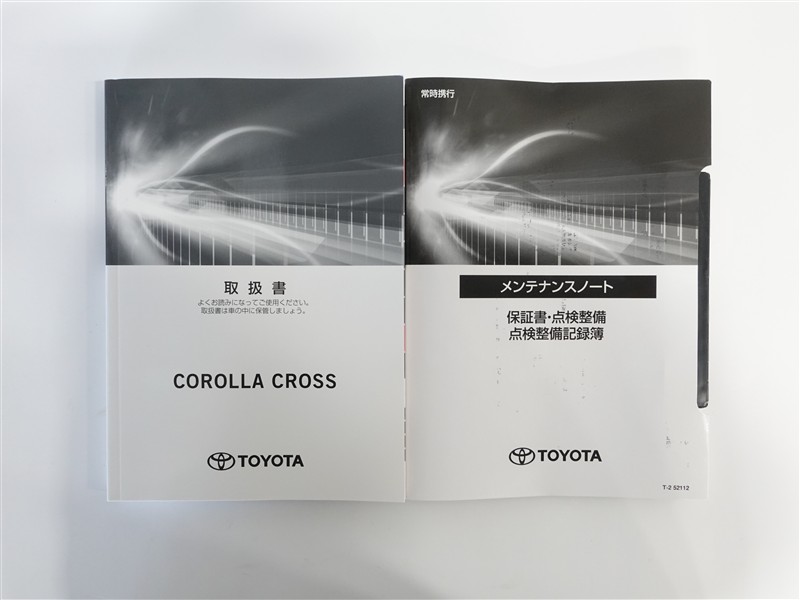 取扱書
よくお読みになってご使用ください。
取扱書は車の中に保管しましょう。
COROLLA CROSS
TOYOTA
常時携行
メンテナンスノート
保証書・点検整備
点検整備記録簿
TOYOTA
T-2 52112